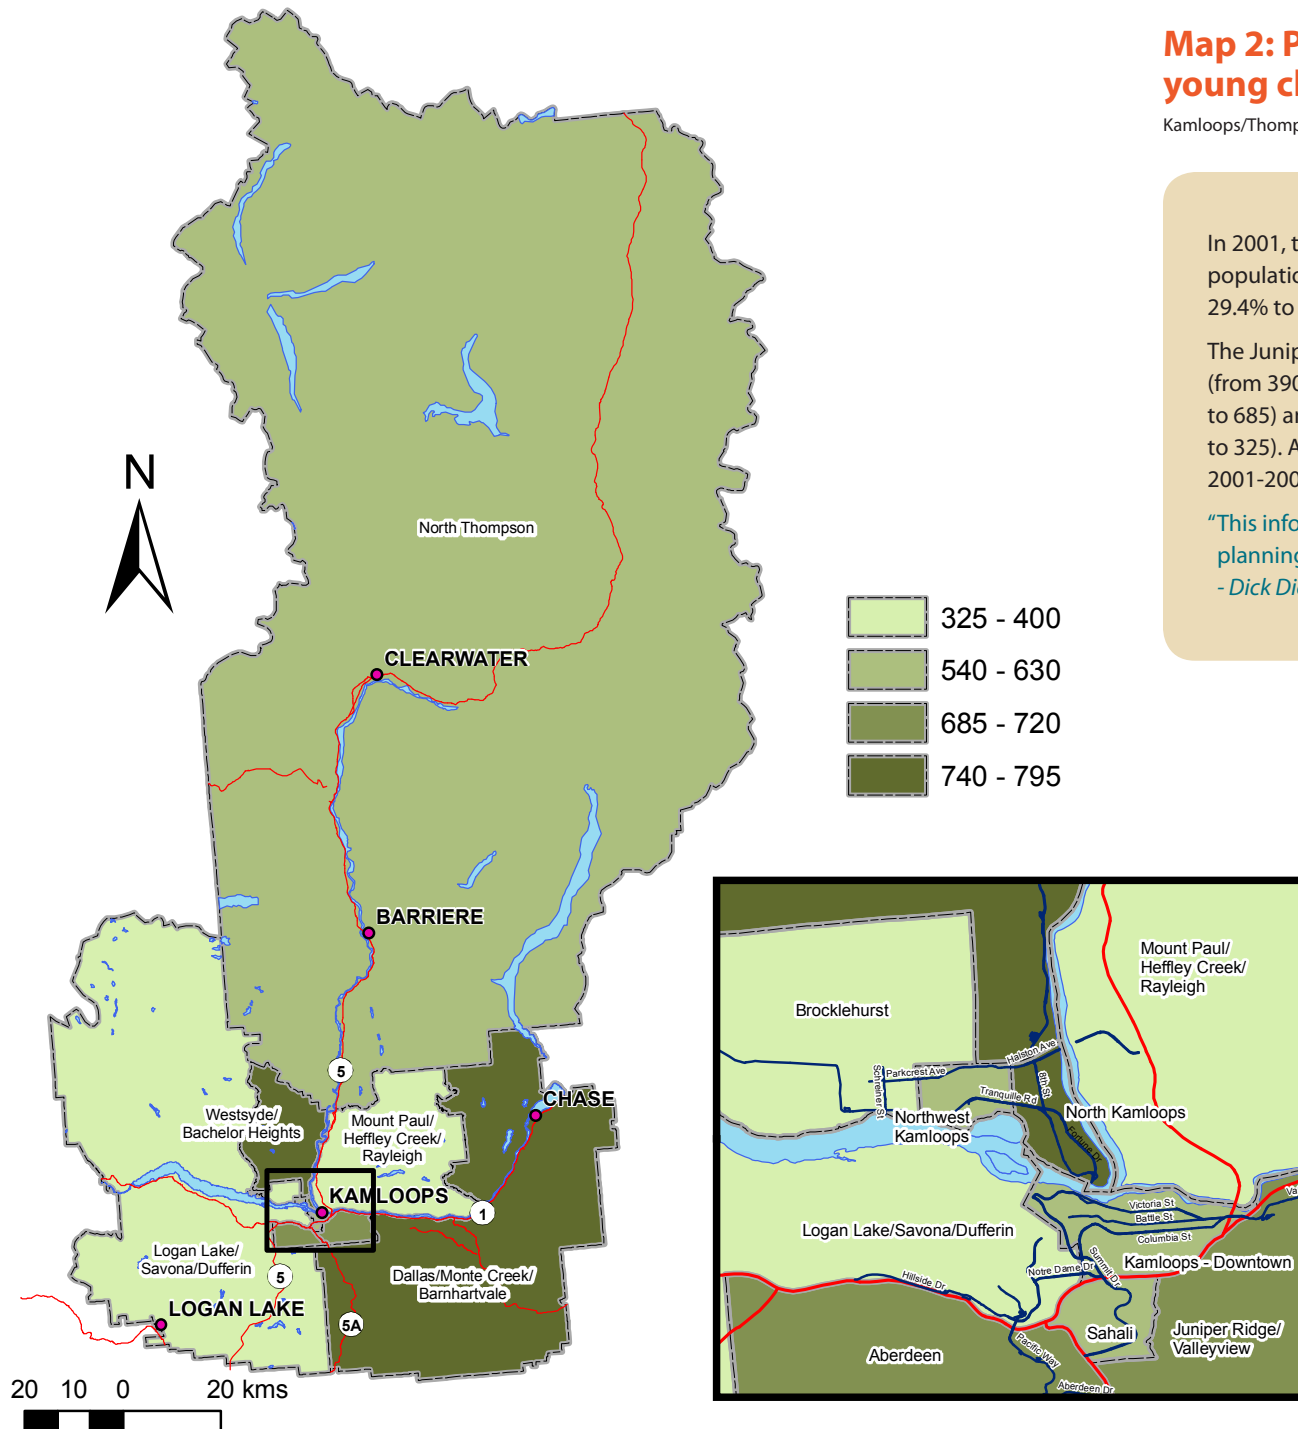 Map 2: P
young cl
Kamloops/Thomp
In 2001, t
populatio
29.4% to
The Junip
(from 390
to 685) ar
to 325). A
2001-200
“This info
planning
- Dick Did
N
North Thompson
CLEARWATER
325 - 400
540 - 630
685 - 720
740 - 795
BARRIERE
5
CHASE
Westsyde/
Bachelor Heights
Mount Paul/
Heffley Creek/
Rayleigh
KAMLOOPS
1
Logan Lake/
Savona/Dufferin
5
Dallas/Monte Creek/
Barnhartvale
LOGAN LAKE
5A
20 10 0 20 kms
Mount Paul/
Heffley Creek/
Rayleigh
Brocklehurst
Halston Ave
Parkcrest Ave
Schreiner St
8th St
Tranquille Rd
Northwest
Kamloops
North Kamloops
Fortune Dr
Victoria St
Va
Battle St
Columbia St
Logan Lake/Savona/Dufferin
Summit Dr
Kamloops - Downtown
Notre Dame Dr
Hillside Dr
Sahali
Juniper Ridge/
Valleyview
Pacific Way
Aberdeen
Aberdeen Dr